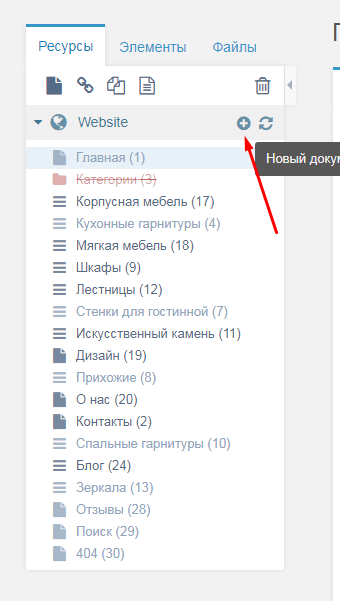 Ресурсы Элементы Файлы
Website
Новый
Главная (1)
Категории (3)
Корпусная мебель (17)
Кухонные гарнитуры (4)
Мягкая мебель (18)
Шкафы (9)
Лестницы (12)
Стенки для гостинной (7)
Искусственный камень (11)
Дизайн (19)
Прихожие (8)
О нас (20)
Контакты (2)
Спальные гарнитуры (10)
Блог (24)
Зеркала (13)
Отзывы (28)
Поиск (29)
404 (30)